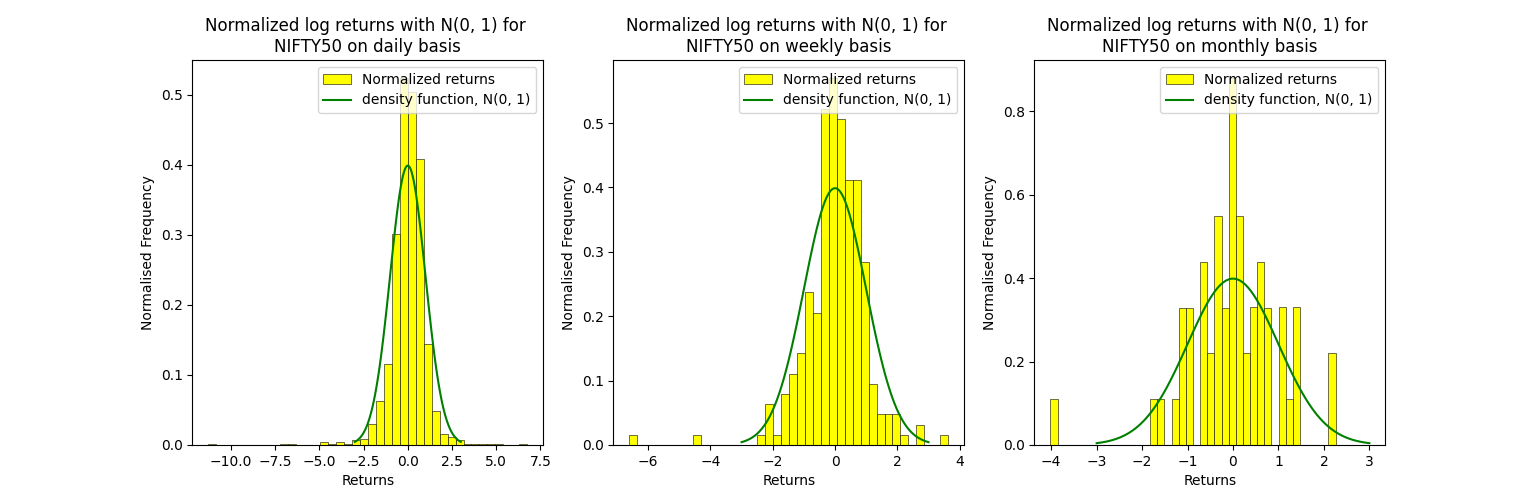 Normalized log returns with N(0, 1) for
NIFTY50 on daily basis
Normalized returns
density function, N(0, 1)
0.5
0.4
0.3
0.2
0.1
0.0
Normalised Frequency
−10.0 −7.5 −5.0 −2.5 0.0 2.5 5.0 7.5
Returns
Normalized log returns with N(0, 1) for
NIFTY50 on weekly basis
Normalized returns
density function, N(0, 1)
0.5
0.4
0.3
0.2
0.1
0.0
Normalised Frequency
−6 −4 −2 0 2 4
Returns
Normalized log returns with N(0, 1) for
NIFTY50 on monthly basis
Normalized returns
density function, N(0, 1)
0.8
0.6
0.4
0.2
0.0
Normalised Frequency
−4 −3 −2 −1 0 1 2 3
Returns